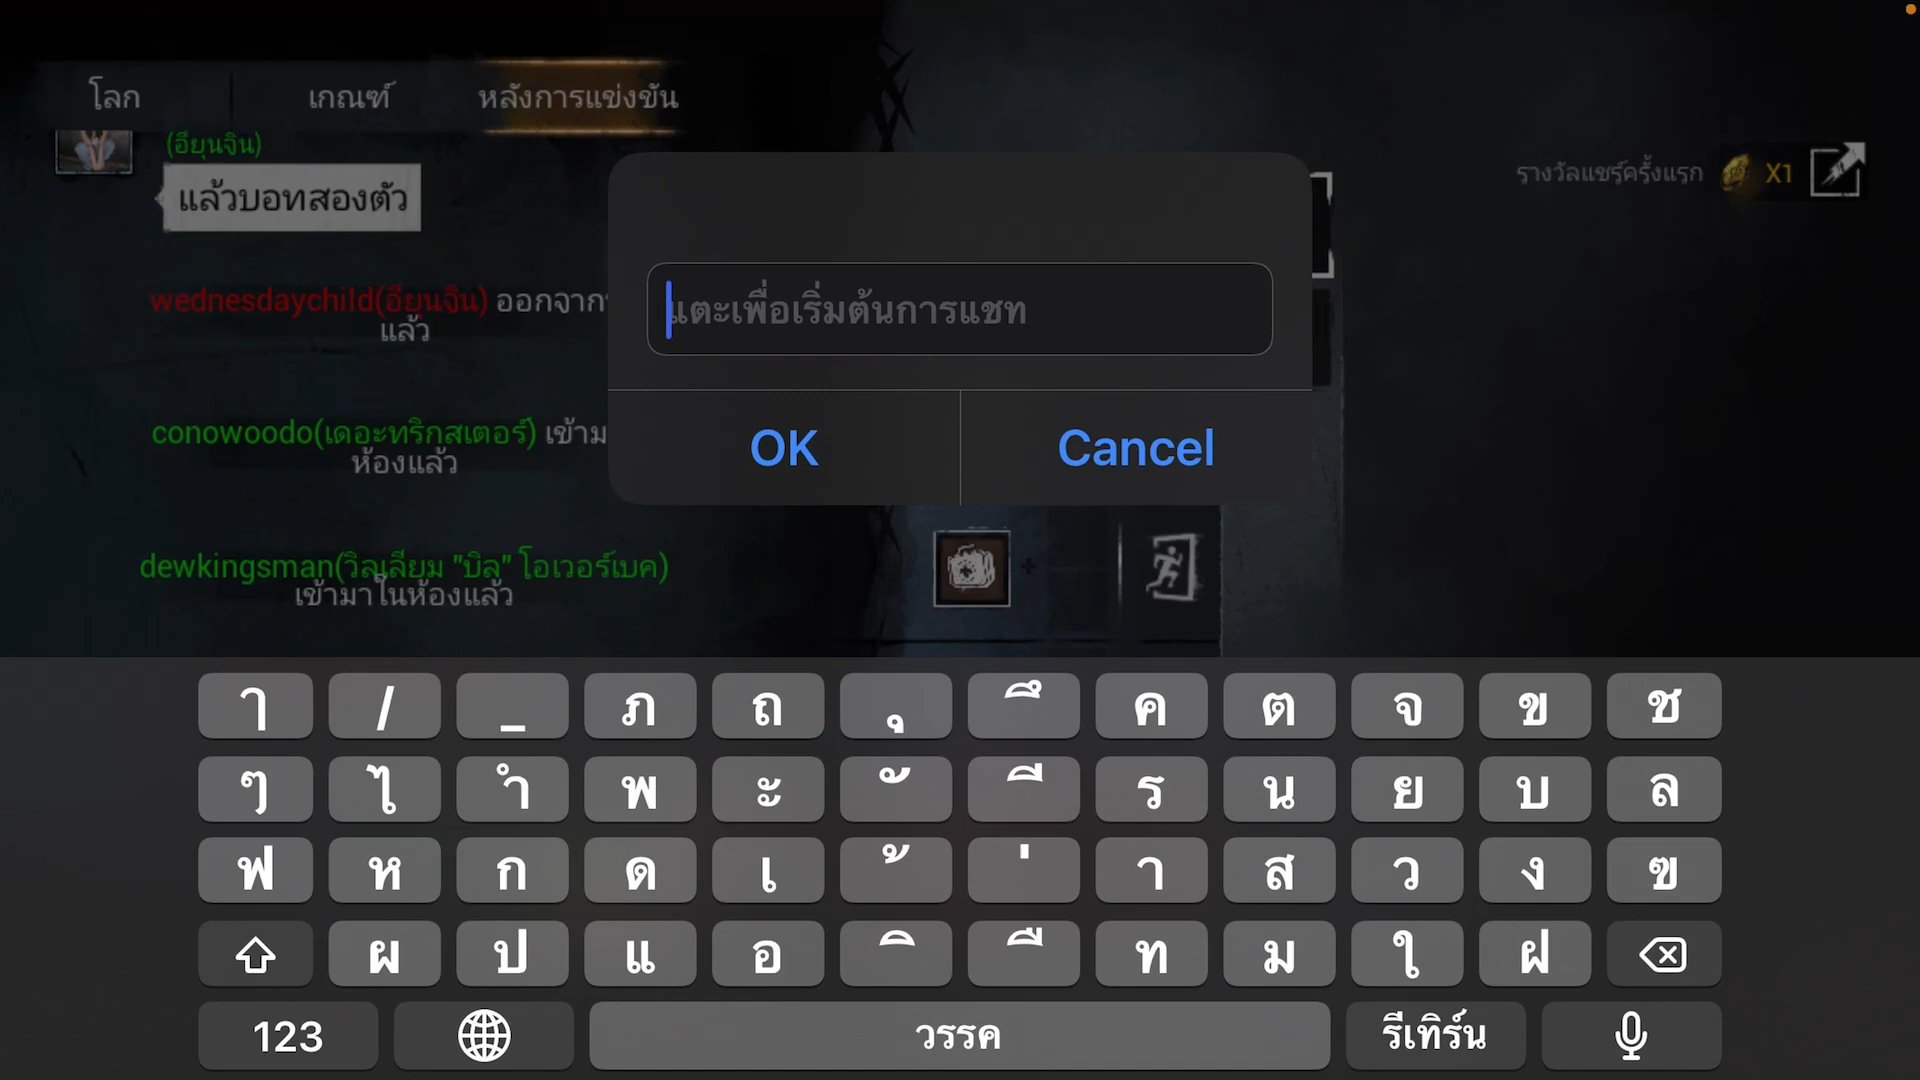 โลก
เกณฑ์
หลังการแข่งขัน
(อียุนจิน)
แล้วบอทสองตัว
รางวัลแชร์ครั้งแรก
X1
wednesdaychild(อียุนจิน) ออกจาก
แล้ว
แตะเพื่อเริ่มต้นการแชท
conowoodo(เดอะทริกสเตอร์) เข้าม
ห้องแล้ว
OK
Cancel
dewkingsman(วิลเลียม "บิล" โอเวอร์เบค)
เข้ามาในห้องแล้ว
ๅ / _ ภ ถ ุ ึ ค ต จ ข ช
ๆ ไ ำ พ ะ ั ี ร น ย บ ล
ฟ ห ก ด เ ้ ่ า ส ว ง ฃ
ผ ป แ อ ิ ื ท ม ใ ฝ
123 วรรค รีเทิร์น